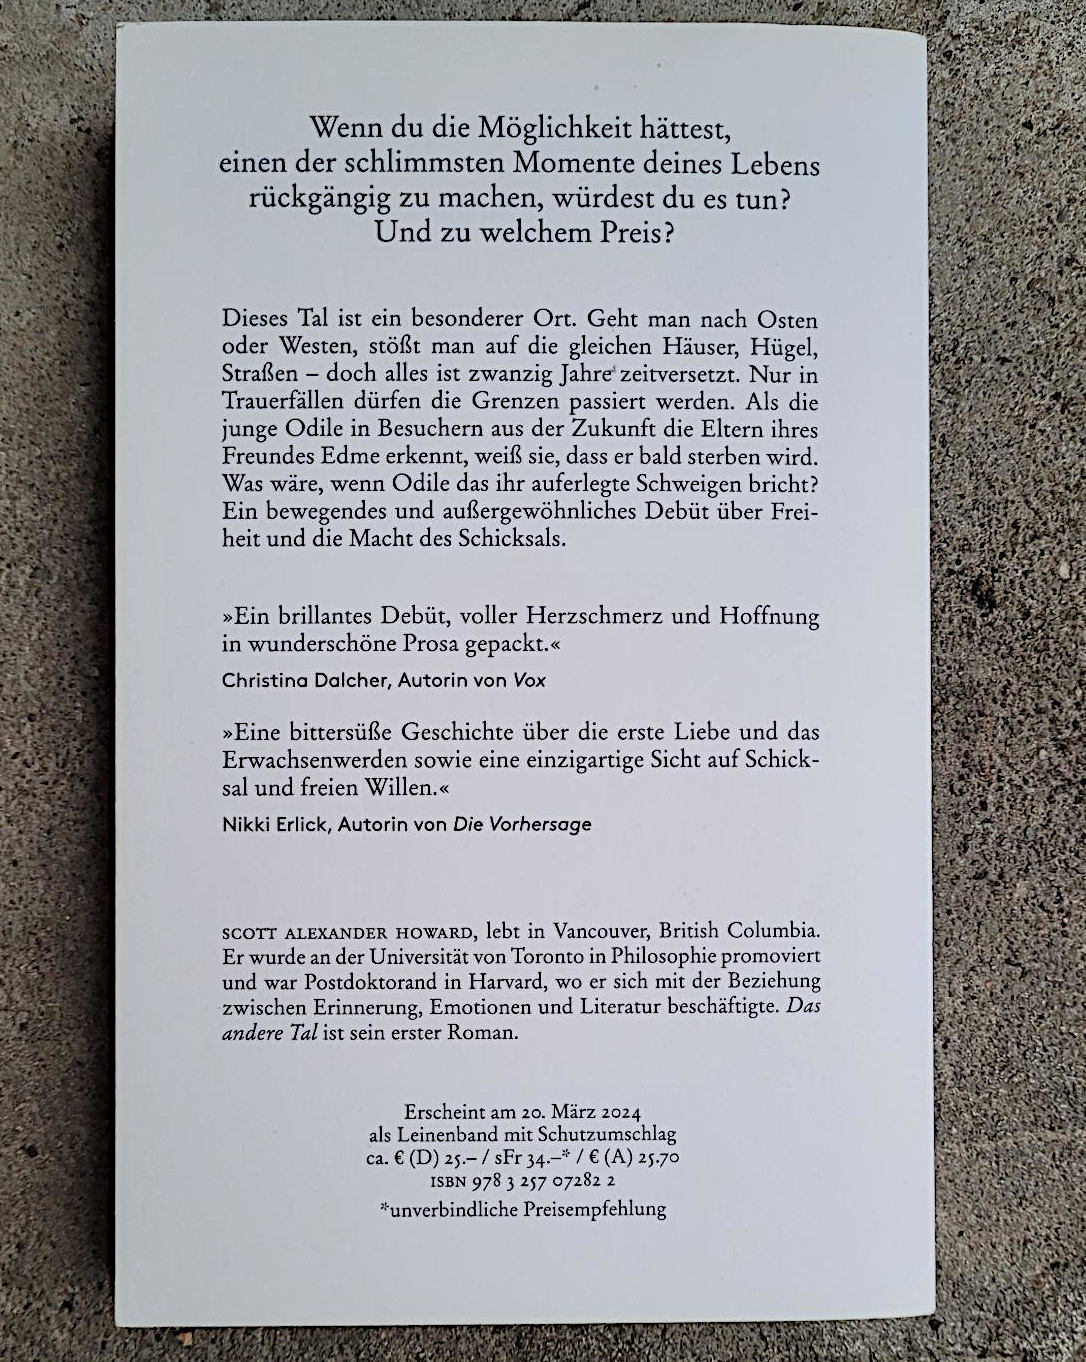 Wenn du die Möglichkeit hättest,
einen der schlimmsten Momente deines Lebens
rückgängig zu machen, würdest du es tun?
Und zu welchem Preis?
Dieses Tal ist ein besonderer Ort. Geht man nach Osten
oder Westen, stößt man auf die gleichen Häuser, Hügel,
Straßen – doch alles ist zwanzig Jahre zeitversetzt. Nur in
Trauerfällen dürfen die Grenzen passiert werden. Als die
junge Odile in Besuchern aus der Zukunft die Eltern ihres
Freundes Edme erkennt, weiß sie, dass er bald sterben wird.
Was wäre, wenn Odile das ihr auferlegte Schweigen bricht?
Ein bewegendes und außergewöhnliches Debüt über Frei-
heit und die Macht des Schicksals.
»Ein brillantes Debüt, voller Herzschmerz und Hoffnung
in wunderschöne Prosa gepackt.«
Christina Dalcher, Autorin von Vox
»Eine bittersüße Geschichte über die erste Liebe und das
Erwachsenwerden sowie eine einzigartige Sicht auf Schick-
sal und freien Willen.«
Nikki Erlick, Autorin von Die Vorhersage
SCOTT ALEXANDER HOWARD, lebt in Vancouver, British Columbia.
Er wurde an der Universität von Toronto in Philosophie promoviert
und war Postdoktorand in Harvard, wo er sich mit der Beziehung
zwischen Erinnerung, Emotionen und Literatur beschäftigte. Das
andere Tal ist sein erster Roman.
Erscheint am 20. März 2024
als Leinenband mit Schutzumschlag
ca. € (D) 25.– / sFr 34.–* / € (A) 25.70
ISBN 978 3 257 07282 2
*unverbindliche Preisempfehlung